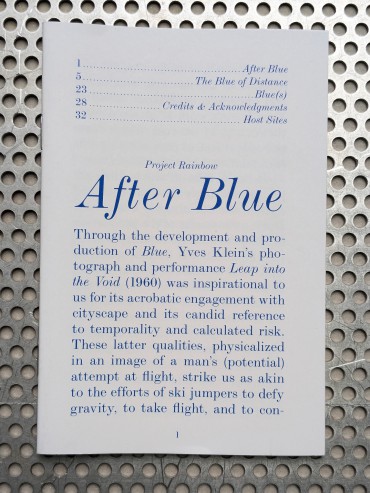 1 ........................................ After Blue
5 ........................................ The Blue of Distance
23 ........................................ Blue(s)
28 ........................................ Credits & Acknowledgments
32 ........................................ Host Sites
Project Rainbow
After Blue
Through the development and pro-
duction of Blue, Yves Klein's pho-
tograph and performance Leap into
the Void (1960) was inspirational to
us for its acrobatic engagement with
cityscape and its candid reference
to temporality and calculated risk.
These latter qualities, physicalized
in an image of a man's (potential)
attempt at flight, strike us as akin
to the efforts of ski jumpers to defy
gravity, to take flight, and to con-
1